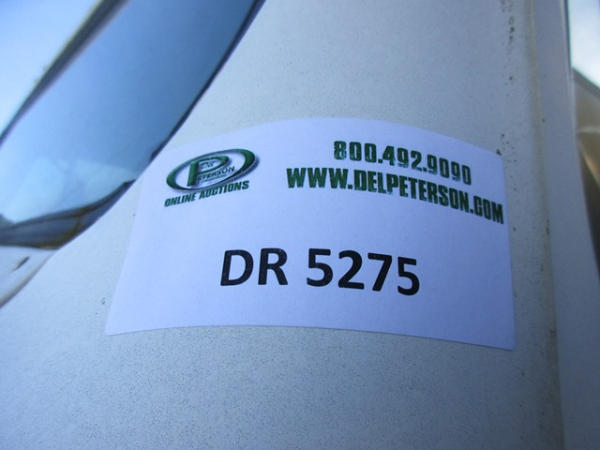 DEL
PETERSON
ONLINE AUCTIONS
800.492.9090
WWW.DELPETERSON.COM
DR 5275